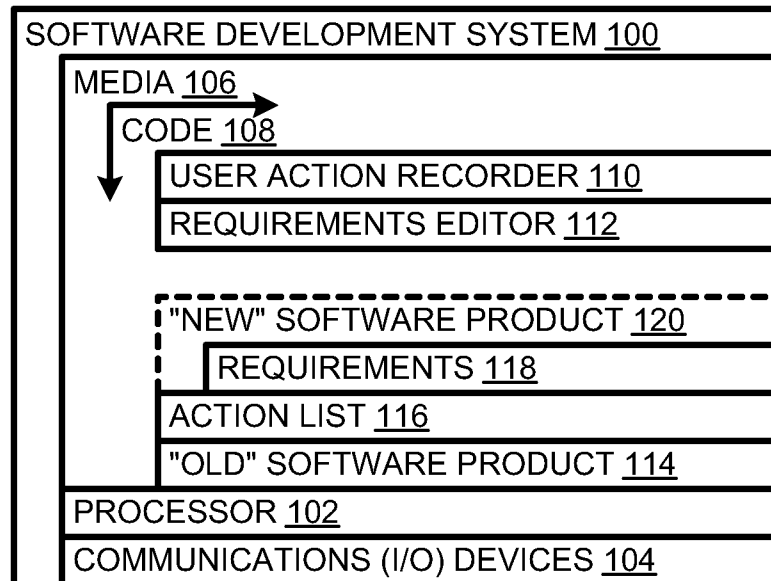 SOFTWARE DEVELOPMENT SYSTEM 100
MEDIA 106
CODE 108
USER ACTION RECORDER 110
REQUIREMENTS EDITOR 112
"NEW" SOFTWARE PRODUCT 120
REQUIREMENTS 118
ACTION LIST 116
"OLD" SOFTWARE PRODUCT 114
PROCESSOR 102
COMMUNICATIONS (I/O) DEVICES 104